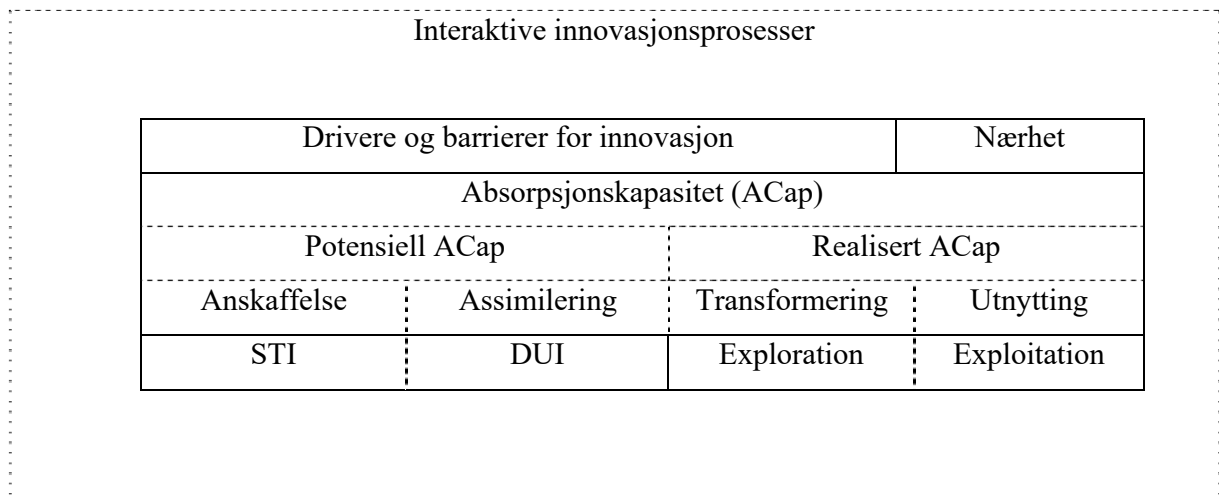 Interaktive innovasjonsprosesser
Drivere og barrierer for innovasjon Nærhet
Absorpsjonskapasitet (ACap)
Potensiell ACap Realisert ACap
Anskaffelse Assimilering Transformering Utnytting
STI DUI Exploration Exploitation